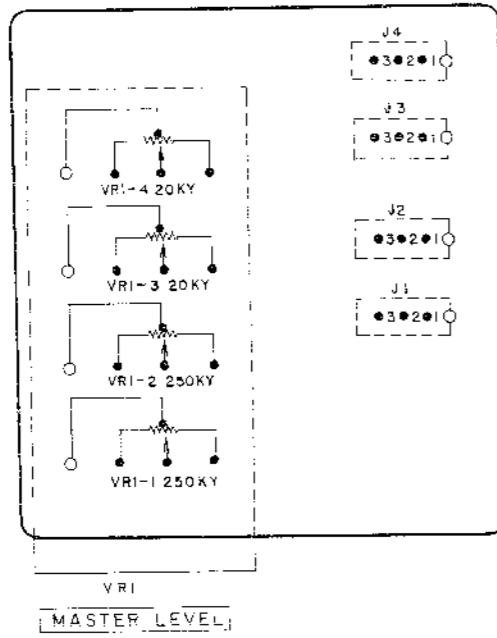 J4
3 2 1
J3
3 2 1
VR1-4 20KY
J2
3 2 1
VR1-3 20KY
J1
3 2 1
VR1-2 250KY
VR1-1 250KY
VR1
MASTER LEVEL